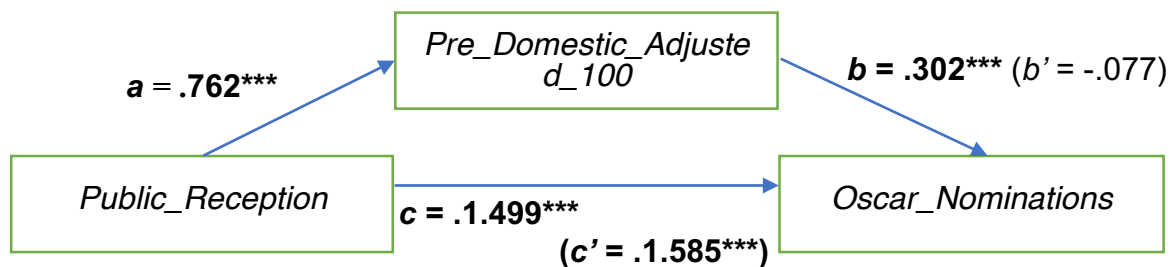 Pre_Domestic_Adjuste
d_100
a = .762***
b = .302*** (b' = -.077)
Public_Reception
c = .1.499***
(c' = .1.585***)
Oscar_Nominations